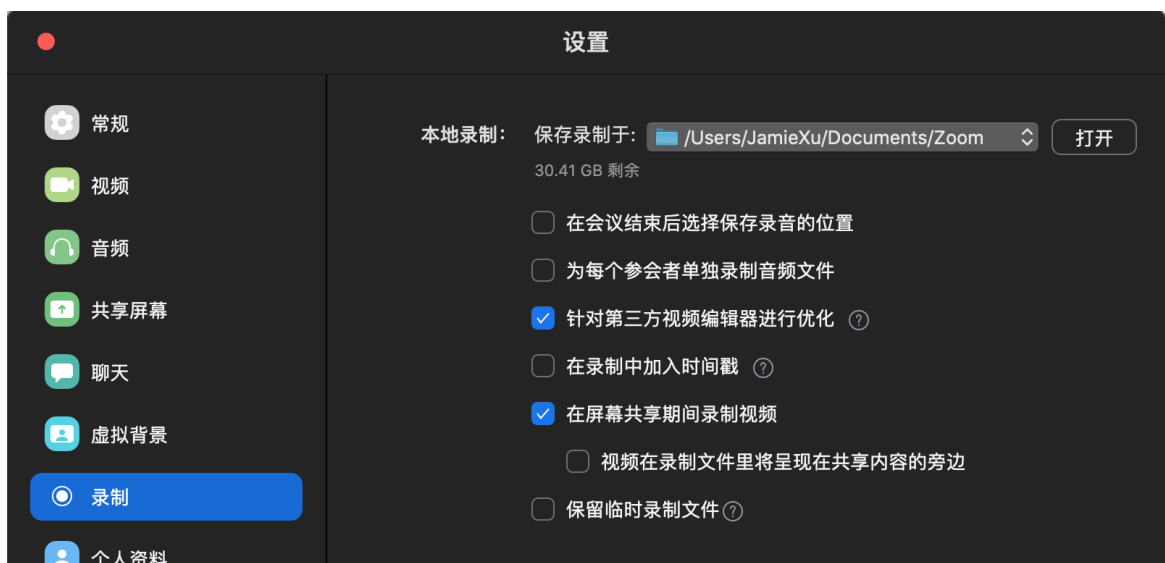 设置
常规
视频
音频
共享屏幕
聊天
虚拟背景
录制
个人资料
本地录制: 保存录制于: /Users/JamieXu/Documents/Zoom 打开
30.41 GB 剩余
在会议结束后选择保存录音的位置
为每个参会者单独录制音频文件
针对第三方视频编辑器进行优化 ?
在录制中加入时间戳 ?
在屏幕共享期间录制视频
视频在录制文件里将呈现在共享内容的旁边
保留临时录制文件 ?